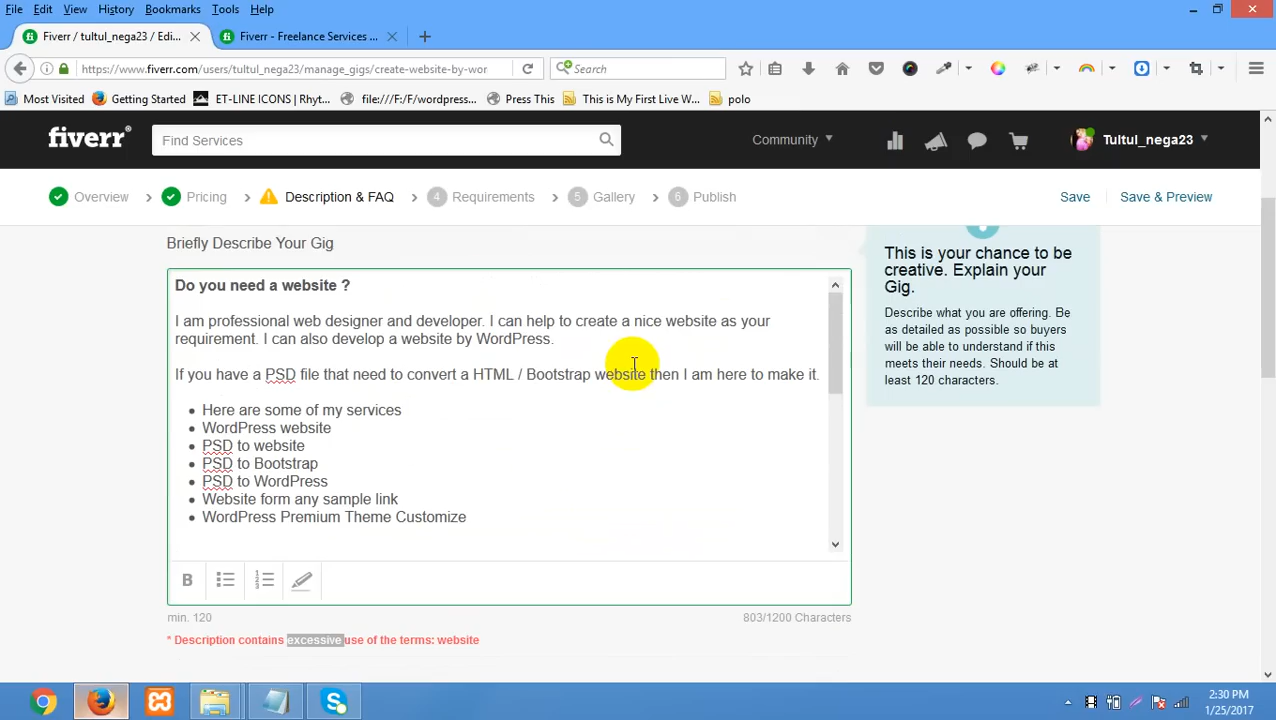 File Edit View History Bookmarks Tools Help
Fiverr / tultul_nega23 / Edi... Fiverr - Freelance Services ...
https://www.fiverr.com/users/tultul_nega23/manage_gigs/create-website-by-wor Search
Most Visited Getting Started ET-LINE ICONS | Rhyt... file:///F:/F/wordpress... Press This This is My First Live W... polo
fiverr® Find Services Community Tultul_nega23
Overview Pricing Description & FAQ 4 Requirements 5 Gallery 6 Publish Save Save & Preview
Briefly Describe Your Gig
Do you need a website ?
I am professional web designer and developer. I can help to create a nice website as your
requirement. I can also develop a website by WordPress.
If you have a PSD file that need to convert a HTML / Bootstrap website then I am here to make it.
• Here are some of my services
• WordPress website
• PSD to website
• PSD to Bootstrap
• PSD to WordPress
• Website form any sample link
• WordPress Premium Theme Customize
B
min. 120 803/1200 Characters
* Description contains excessive use of the terms: website
This is your chance to be
creative. Explain your
Gig.
Describe what you are offering. Be
as detailed as possible so buyers
will be able to understand if this
meets their needs. Should be at
least 120 characters.
2:30 PM
1/25/2017